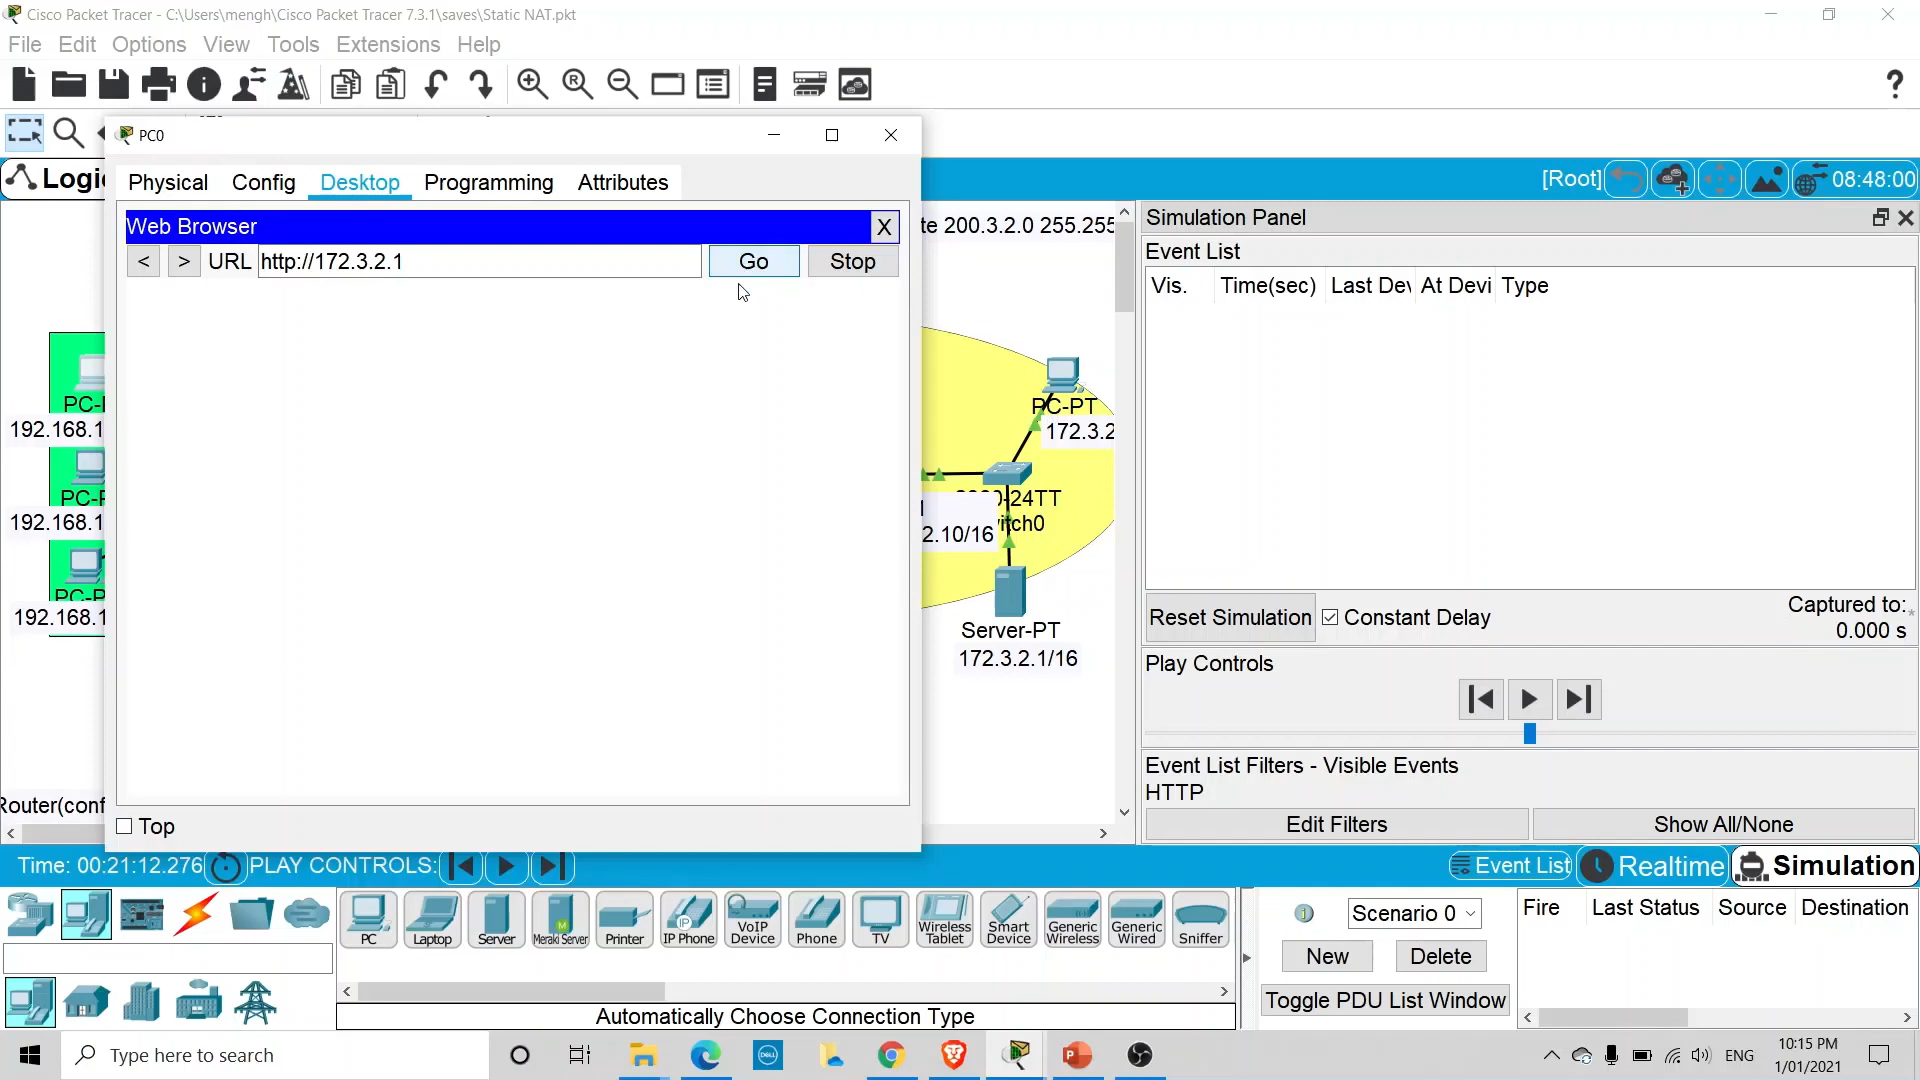 Cisco Packet Tracer - C:\Users\mengh\Cisco Packet Tracer 7.3.1\saves\Static NAT.pkt
File Edit Options View Tools Extensions Help
PC0
Logi
[Root]
08:48:00
Physical Config Desktop Programming Attributes
Web Browser
X
< > URL http://172.3.2.1 Go Stop
te 200.3.2.0 255.255
PC-PT
172.3.2
24TT
itch0
2.10/16
Server-PT
172.3.2.1/16
192.168.1
192.168.1
PC-P
192.168.1
Router(conf
Top
Simulation Panel
Event List
Vis. Time(sec) Last Dev At Devi Type
Reset Simulation Constant Delay
Captured to:
0.000 s
Play Controls
Event List Filters - Visible Events
HTTP
Edit Filters Show All/None
Time: 00:21:12.276 PLAY CONTROLS:
Event List Realtime Simulation
PC Laptop Server Meraki Server Printer IP Phone VoIP Device Phone TV Wireless Tablet Smart Device Generic Wireless Generic Wired Sniffer
Automatically Choose Connection Type
Scenario 0
New Delete
Toggle PDU List Window
Fire Last Status Source Destination
Type here to search
DELL
ENG
10:15 PM
1/01/2021